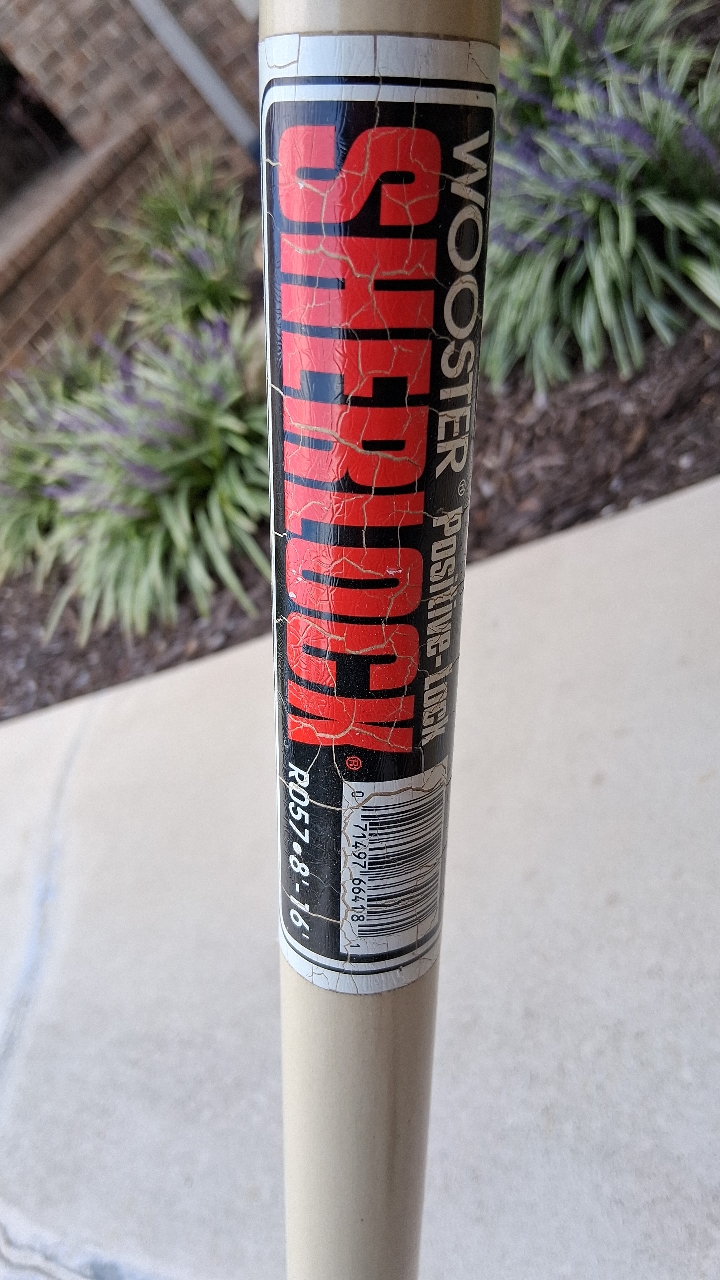 WOOSTER® POSITIVE-LOCK
SHERLOCK®
R057•8'-16'
0 71497 66418 1